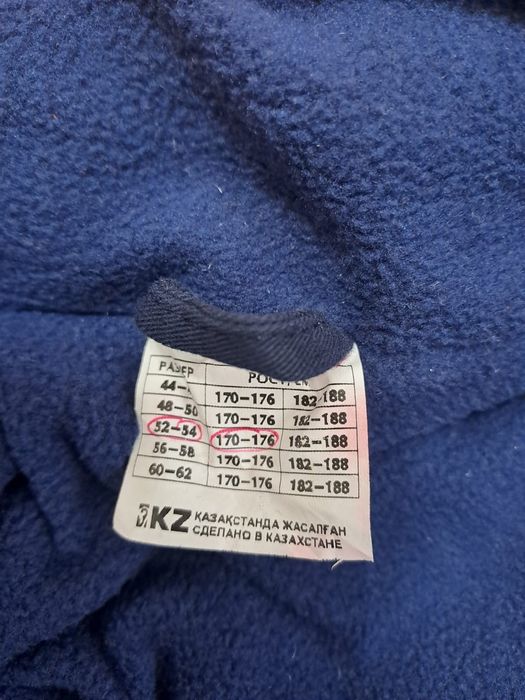 РАЗМЕР РОСТ, СМ
44- 170-176 182-188
48-50 170-176 182-188
52-54 170-176 182-188
56-58 170-176 182-188
60-62 170-176 182-188
KZ ҚАЗАҚСТАНДА ЖАСАЛҒАН
СДЕЛАНО В КАЗАХСТАНЕ